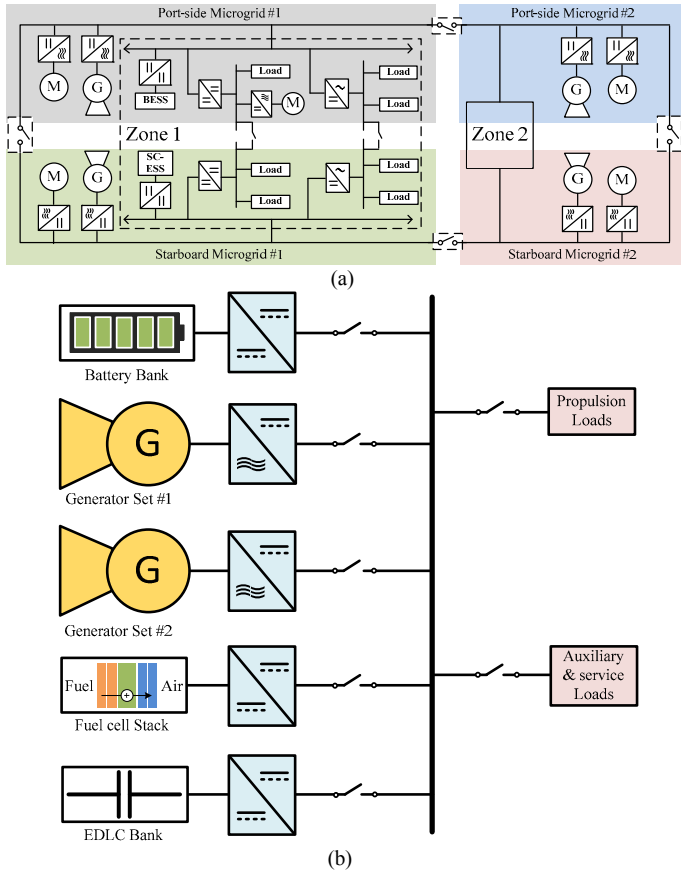 Port-side Microgrid #1
Port-side Microgrid #2
M
G
BESS
Load
M
Load
Load
Load
G
M
Zone 1
Zone 2
M
G
SC-
ESS
Load
Load
Load
Load
G
M
Starboard Microgrid #1
Starboard Microgrid #2
(a)
Battery Bank
Propulsion
Loads
G
Generator Set #1
G
Generator Set #2
Auxiliary
& service
Loads
Fuel
+
Air
Fuel cell Stack
EDLC Bank
(b)